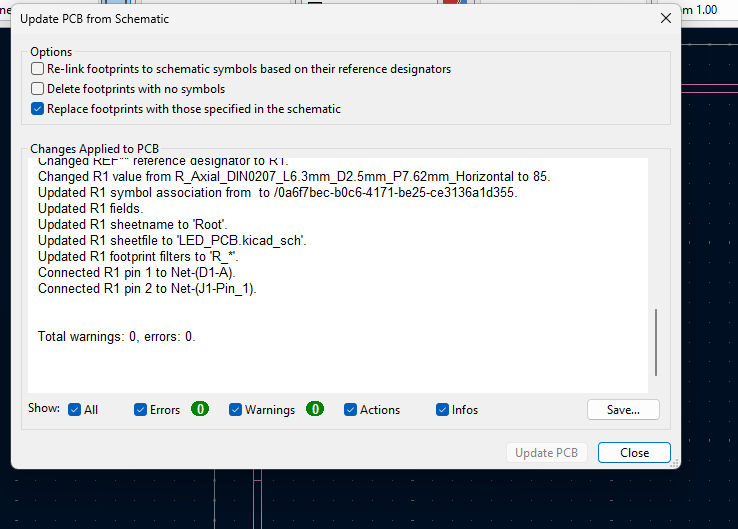 m 1.00
Update PCB from Schematic
Options
Re-link footprints to schematic symbols based on their reference designators
Delete footprints with no symbols
Replace footprints with those specified in the schematic
Changes Applied to PCB
Changed REF** reference designator to R1.
Changed R1 value from R_Axial_DIN0207_L6.3mm_D2.5mm_P7.62mm_Horizontal to 85.
Updated R1 symbol association from  to /0a6f7bec-b0c6-4171-be25-ce3136a1d355.
Updated R1 fields.
Updated R1 sheetname to 'Root'.
Updated R1 sheetfile to 'LED_PCB.kicad_sch'.
Updated R1 footprint filters to 'R_*'.
Connected R1 pin 1 to Net-(D1-A).
Connected R1 pin 2 to Net-(J1-Pin_1).
Total warnings: 0, errors: 0.
Show: All Errors 0 Warnings 0 Actions Infos Save...
Update PCB Close